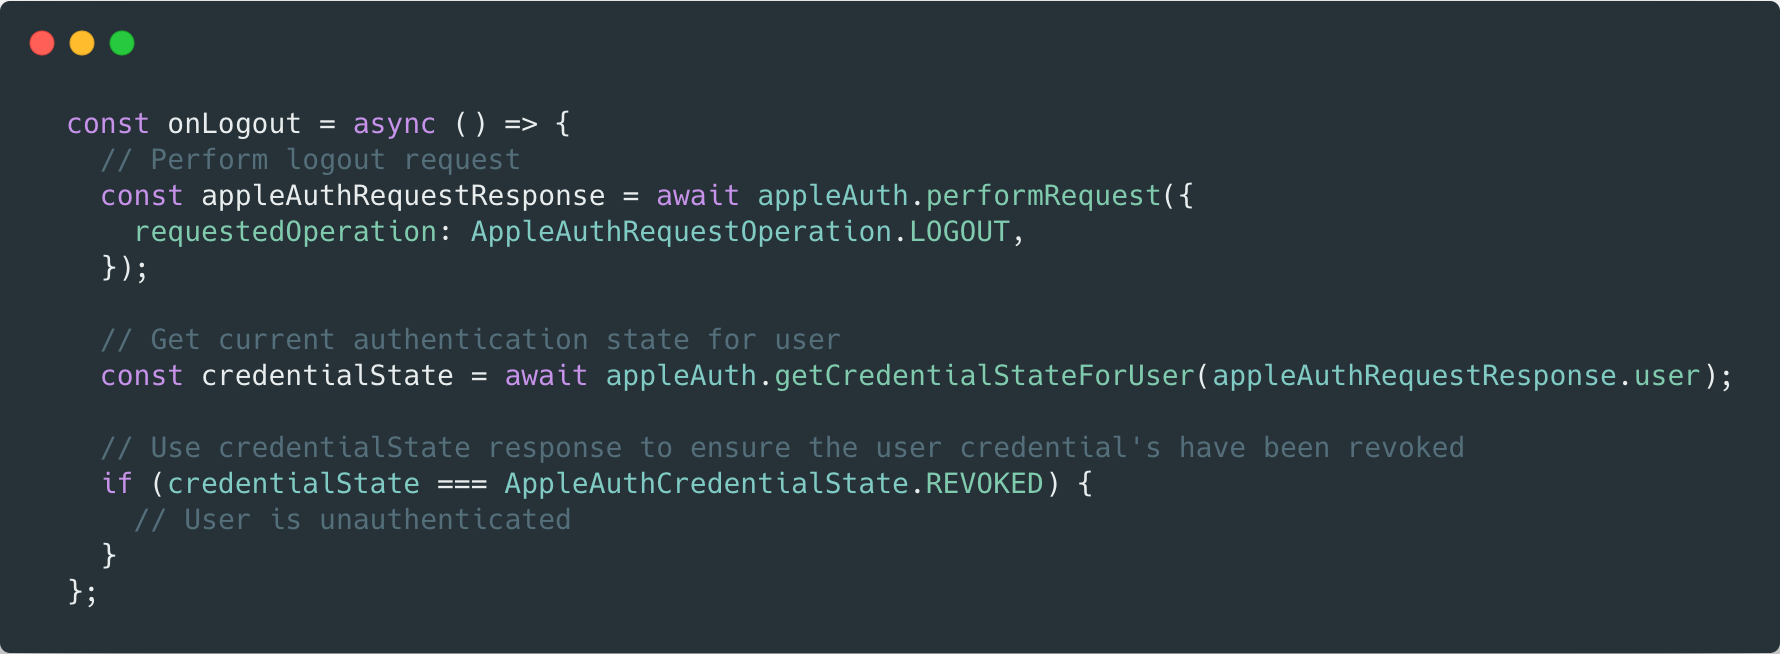 const onLogout = async () => {
  // Perform logout request
  const appleAuthRequestResponse = await appleAuth.performRequest({
    requestedOperation: AppleAuthRequestOperation.LOGOUT,
  });

  // Get current authentication state for user
  const credentialState = await appleAuth.getCredentialStateForUser(appleAuthRequestResponse.user);

  // Use credentialState response to ensure the user credential's have been revoked
  if (credentialState === AppleAuthCredentialState.REVOKED) {
    // User is unauthenticated
  }
};